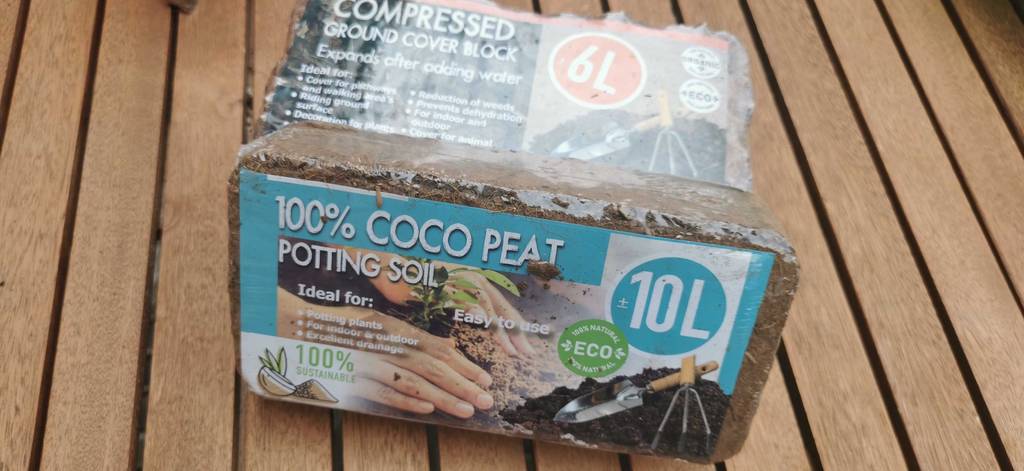 COMPRESSED
GROUND COVER BLOCK
Expands after adding water
6L
Ideal for:
• Cover for pathways
and walking area's
• Riding ground
surface
• Decoration for plants
• Reduction of weeds
• Prevents dehydration
• For indoor and
outdoor
• Cover for animal
ECO
100% COCO PEAT
POTTING SOIL
± 10L
Ideal for:
• Potting plants
• For indoor & outdoor
• Excellent drainage
Easy to use
100% NATURAL
ECO
100%
SUSTAINABLE